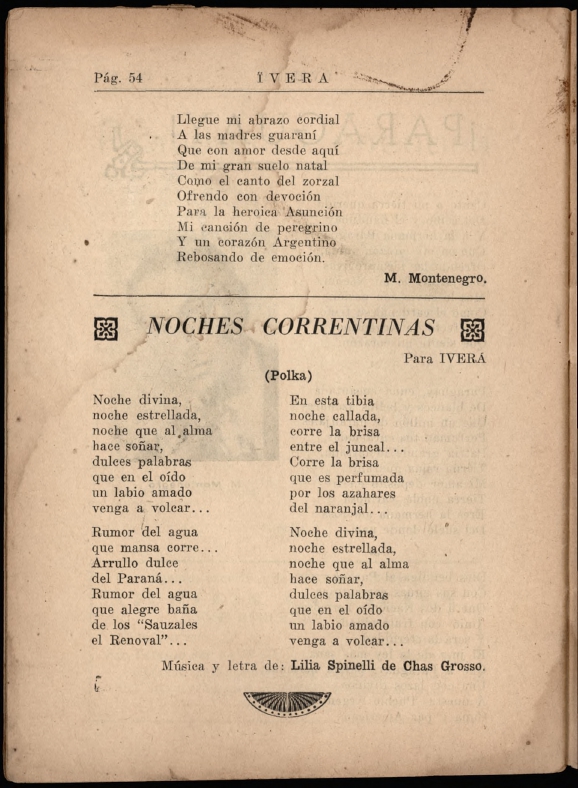 Pág. 54
ÏVERA
Llegue mi abrazo cordial
A las madres guaraní
Que con amor desde aquí
De mi gran suelo natal
Como el canto del zorzal
Ofrendo con devoción
Para la heroica Asunción
Mi canción de peregrino
Y un corazón Argentino
Rebosando de emoción.
M. Montenegro.
NOCHES CORRENTINAS
Para IVERÁ
(Polka)
Noche divina,
noche estrellada,
noche que al alma
hace soñar,
dulces palabras
que en el oído
un labio amado
venga a volcar...
Rumor del agua
que mansa corre...
Arrullo dulce
del Paraná...
Rumor del agua
que alegre baña
de los “Sauzales
el Renoval”...
En esta tibia
noche callada,
corre la brisa
entre el juncal...
Corre la brisa
que es perfumada
por los azahares
del naranjal...
Noche divina,
noche estrellada,
noche que al alma
hace soñar,
dulces palabras
que en el oído
un labio amado
venga a volcar...
Música y letra de: Lilia Spinelli de Chas Grosso.